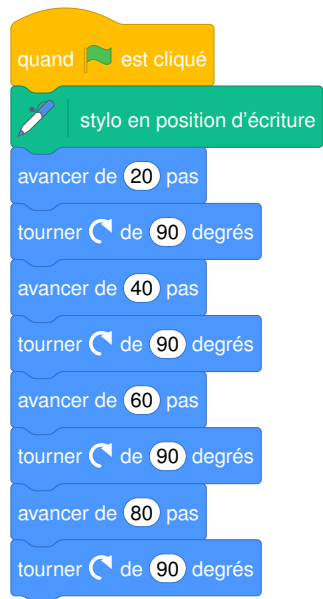 quand est cliqué
stylo en position d'écriture
avancer de 20 pas
tourner de 90 degrés
avancer de 40 pas
tourner de 90 degrés
avancer de 60 pas
tourner de 90 degrés
avancer de 80 pas
tourner de 90 degrés